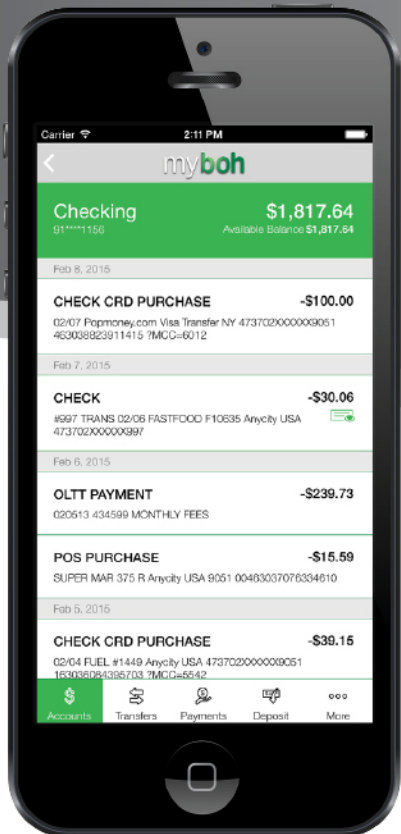 Carrier 2:11 PM
myboh
Checking $1,817.64
91****1156 Available Balance $1,817.64
Feb 8, 2015
CHECK CRD PURCHASE -$100.00
02/07 Popmoney.com Visa Transfer NY 473702XXXXXX9051
463038823911415 ?MCC=6012
Feb 7, 2015
CHECK -$30.06
#997 TRANS 02/06 FASTFOOD F10635 Anycity USA
473702XXXXXX997
Feb 6, 2015
OLTT PAYMENT -$239.73
020513 434599 MONTHLY FEES
POS PURCHASE -$15.59
SUPER MAR 375 R Anycity USA 9051 00463037076334610
Feb 5, 2015
CHECK CRD PURCHASE -$39.15
02/04 FUEL #1449 Anycity USA 473702XXXXXX9051
163036084395703 ?MCC=5542
Accounts Transfers Payments Deposit More